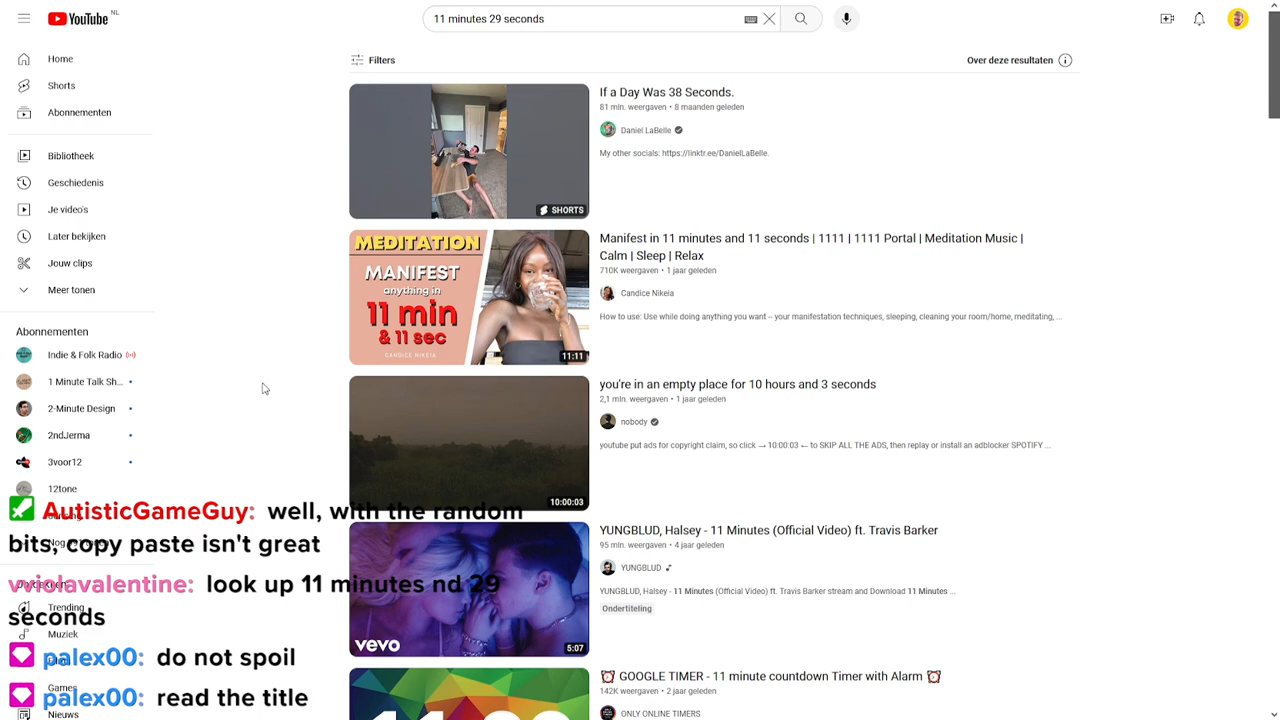 YouTube NL
11 minutes 29 seconds
Home
Shorts
Abonnementen
Bibliotheek
Geschiedenis
Je video's
Later bekijken
Jouw clips
Meer tonen
Abonnementen
Indie & Folk Radio
1 Minute Talk Sh...
2-Minute Design
2ndJerma
3voor12
12tone
Trending
Muziek
Games
Nieuws
Filters
Over deze resultaten
SHORTS
If a Day Was 38 Seconds.
81 mln. weergaven • 8 maanden geleden
Daniel LaBelle
My other socials: https://linktr.ee/DanielLaBelle.
MEDITATION
MANIFEST
anything in
11 min
& 11 sec
CANDICE NIKEIA
11:11
Manifest in 11 minutes and 11 seconds | 1111 | 1111 Portal | Meditation Music |
Calm | Sleep | Relax
710K weergaven • 1 jaar geleden
Candice Nikeia
How to use: Use while doing anything you want -- your manifestation techniques, sleeping, cleaning your room/home, meditating, ...
10:00:03
you're in an empty place for 10 hours and 3 seconds
2,1 mln. weergaven • 1 jaar geleden
nobody
youtube put ads for copyright claim, so click → 10:00:03 ← to SKIP ALL THE ADS, then replay or install an adblocker SPOTIFY ...
vevo
5:07
YUNGBLUD, Halsey - 11 Minutes (Official Video) ft. Travis Barker
95 mln. weergaven • 4 jaar geleden
YUNGBLUD
YUNGBLUD, Halsey - 11 Minutes (Official Video) ft. Travis Barker stream and Download 11 Minutes ...
Ondertiteling
GOOGLE TIMER - 11 minute countdown Timer with Alarm
142K weergaven • 2 jaar geleden
ONLY ONLINE TIMERS
AutisticGameGuy: well, with the random
bits, copy paste isn't great
vviolavalentine: look up 11 minutes nd 29
seconds
palex00: do not spoil
palex00: read the title